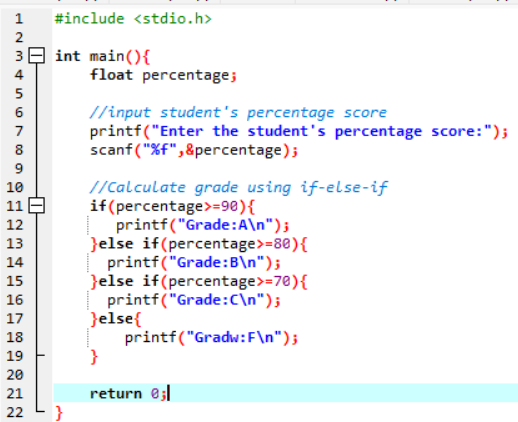 1 #include <stdio.h>
2
3 int main(){
4 float percentage;
5
6 //input student's percentage score
7 printf("Enter the student's percentage score:");
8 scanf("%f",&percentage);
9
10 //Calculate grade using if-else-if
11 if(percentage>=90){
12 printf("Grade:A\n");
13 }else if(percentage>=80){
14 printf("Grade:B\n");
15 }else if(percentage>=70){
16 printf("Grade:C\n");
17 }else{
18 printf("Gradw:F\n");
19 }
20
21 return 0;
22 }